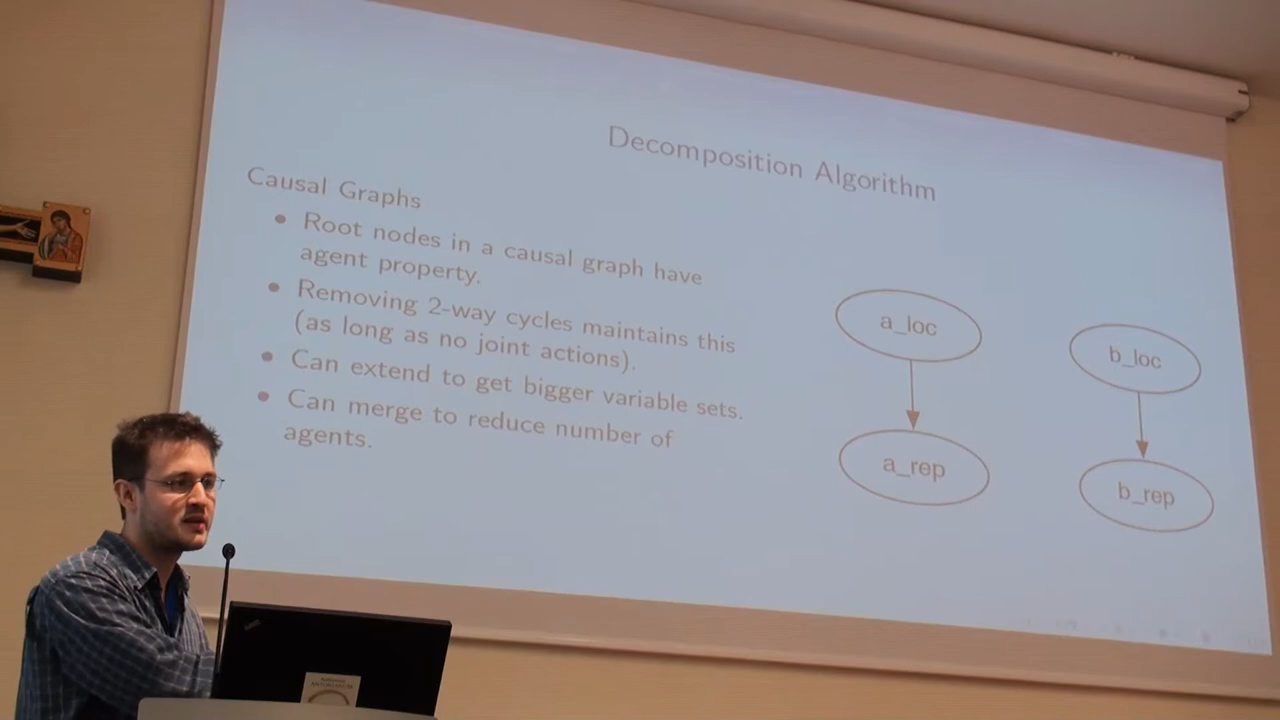 Decomposition Algorithm
Causal Graphs
• Root nodes in a causal graph have
agent property.
• Removing 2-way cycles maintains this
(as long as no joint actions).
• Can extend to get bigger variable sets.
• Can merge to reduce number of
agents.
a_loc
b_loc
a_rep
b_rep